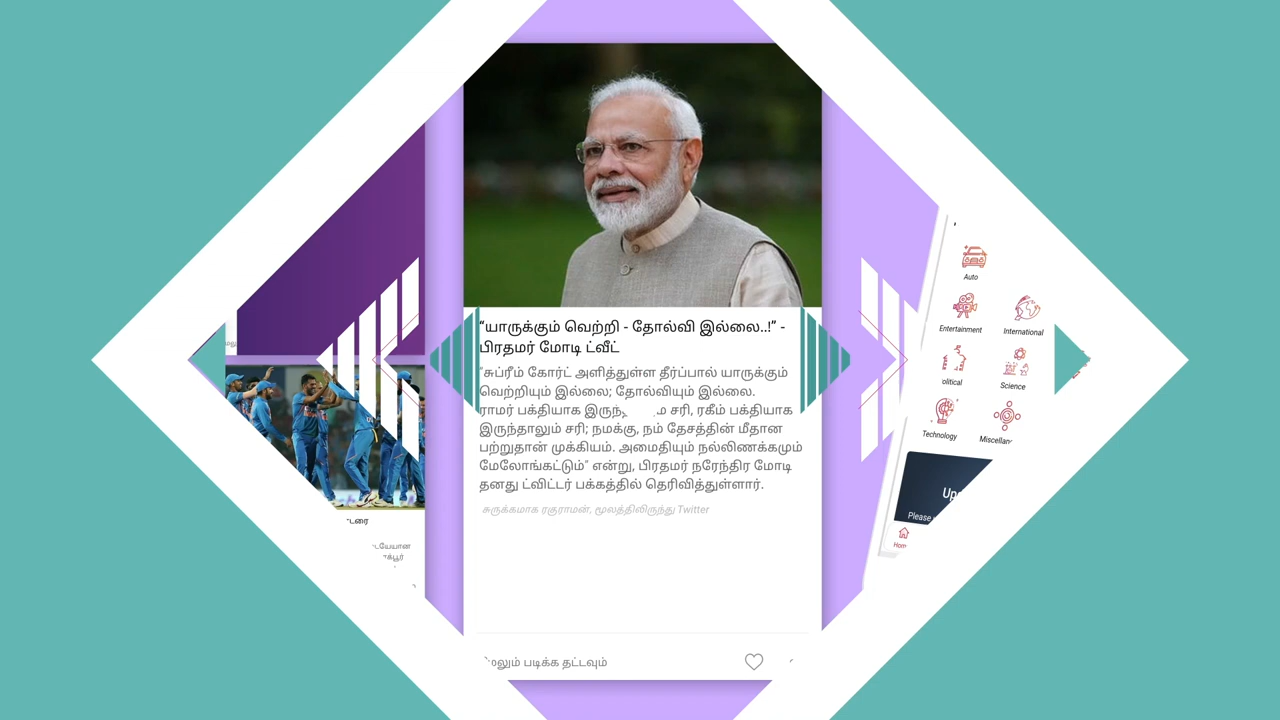 “யாருக்கும் வெற்றி - தோல்வி இல்லை..!” -
பிரதமர் மோடி ட்வீட்
"சுப்ரீம் கோர்ட் அளித்துள்ள தீர்ப்பால் யாருக்கும்
வெற்றியும் இல்லை; தோல்வியும் இல்லை.
ராமர் பக்தியாக சரி, ரகீம் பக்தியாக
இருந்தாலும் சரி; நமக்கு, நம் தேசத்தின் மீதான
பற்றுதான் முக்கியம். அமைதியும் நல்லிணக்கமும்
மேலோங்கட்டும்" என்று, பிரதமர் நரேந்திர மோடி
தனது ட்விட்டர் பக்கத்தில் தெரிவித்துள்ளார்.
சுருக்கமாக ரகுராமன், மூலத்திலிருந்து Twitter
படிக்க தட்டவும்
Auto
Entertainment International
Science
Technology
Please